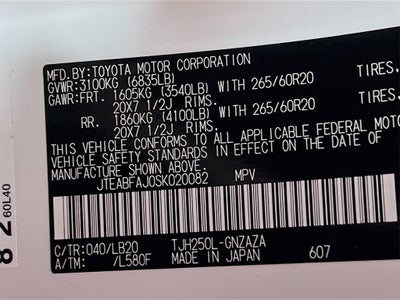 MFD.BY:TOYOTA MOTOR CORPORATION
GVWR:3100KG (6835LB)
GAWR:FRT. 1605KG (3540LB) WITH 265/60R20 TIRES,
20X7 1/2J RIMS.
RR. 1860KG (4100LB) WITH 265/60R20 TIRES,
20X7 1/2J RIMS.
THIS VEHICLE CONFORMS TO ALL APPLICABLE FEDERAL MOTOR
VEHICLE SAFETY STANDARDS IN EFFECT ON THE DATE OF
MANUFACTURE SHOWN ABOVE.
JTEABFAJ0SK020082 MPV
C/TR:040/LB20 TJH250L-GNZAZA
A/TM: /L580F MADE IN JAPAN 607
8 2
60L40